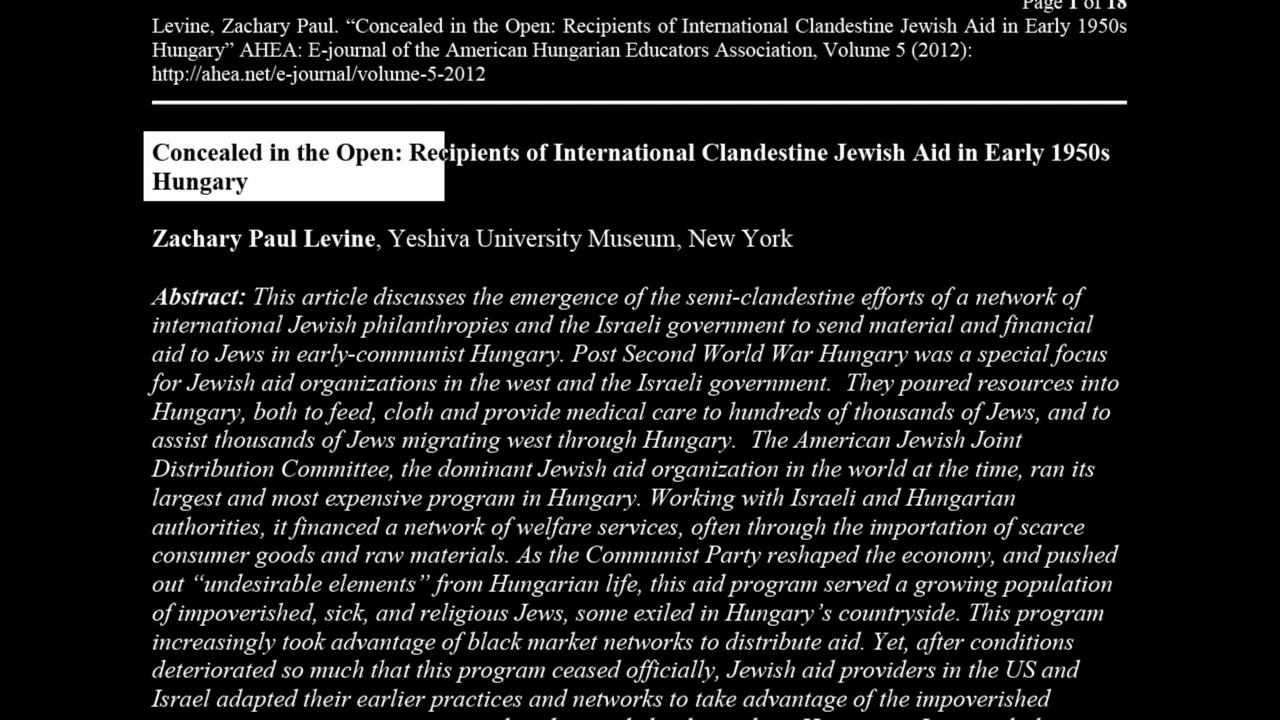 Page 1 of 18
Levine, Zachary Paul. “Concealed in the Open: Recipients of International Clandestine Jewish Aid in Early 1950s
Hungary” AHEA: E-journal of the American Hungarian Educators Association, Volume 5 (2012):
http://ahea.net/e-journal/volume-5-2012
Concealed in the Open: Recipients of International Clandestine Jewish Aid in Early 1950s
Hungary
Zachary Paul Levine, Yeshiva University Museum, New York
Abstract: This article discusses the emergence of the semi-clandestine efforts of a network of
international Jewish philanthropies and the Israeli government to send material and financial
aid to Jews in early-communist Hungary. Post Second World War Hungary was a special focus
for Jewish aid organizations in the west and the Israeli government. They poured resources into
Hungary, both to feed, cloth and provide medical care to hundreds of thousands of Jews, and to
assist thousands of Jews migrating west through Hungary. The American Jewish Joint
Distribution Committee, the dominant Jewish aid organization in the world at the time, ran its
largest and most expensive program in Hungary. Working with Israeli and Hungarian
authorities, it financed a network of welfare services, often through the importation of scarce
consumer goods and raw materials. As the Communist Party reshaped the economy, and pushed
out “undesirable elements” from Hungarian life, this aid program served a growing population
of impoverished, sick, and religious Jews, some exiled in Hungary’s countryside. This program
increasingly took advantage of black market networks to distribute aid. Yet, after conditions
deteriorated so much that this program ceased officially, Jewish aid providers in the US and
Israel adapted their earlier practices and networks to take advantage of the impoverished